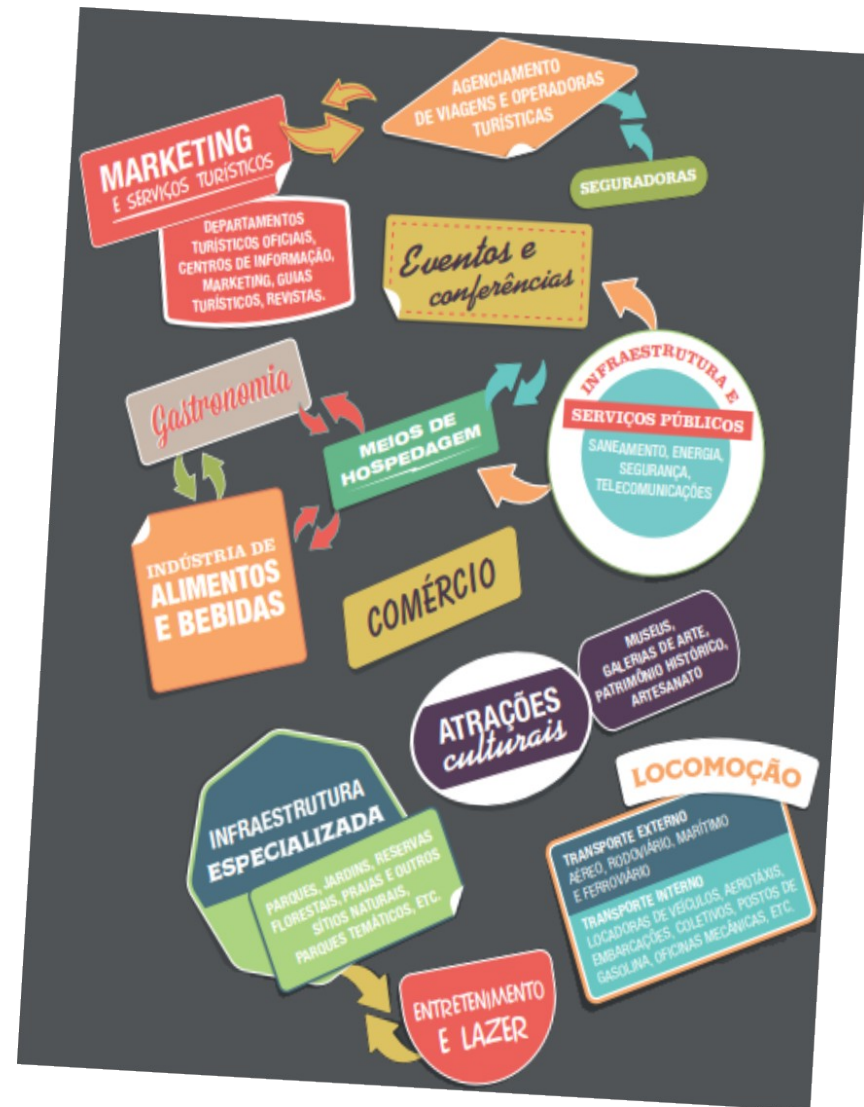 AGENCIAMENTO
DE VIAGENS E OPERADORAS
TURÍSTICAS
MARKETING
E SERVIÇOS TURÍSTICOS
SEGURADORAS
DEPARTAMENTOS
TURÍSTICOS OFICIAIS,
CENTROS DE INFORMAÇÃO,
MARKETING, GUIAS
TURÍSTICOS, REVISTAS.
Eventos e
conferências
INFRAESTRUTURA E
SERVIÇOS PÚBLICOS
SANEAMENTO, ENERGIA,
SEGURANÇA,
TELECOMUNICAÇÕES
Gastronomia
MEIOS DE
HOSPEDAGEM
INDÚSTRIA DE
ALIMENTOS
E BEBIDAS
COMÉRCIO
MUSEUS,
GALERIAS DE ARTE,
PATRIMÔNIO HISTÓRICO,
ARTESANATO
ATRAÇÕES
culturais
LOCOMOÇÃO
TRANSPORTE EXTERNO
AÉREO, RODOVIÁRIO, MARÍTIMO
E FERROVIÁRIO
TRANSPORTE INTERNO
LOCADORAS DE VEÍCULOS, AEROTÁXIS,
EMBARCAÇÕES, COLETIVOS, POSTOS DE
GASOLINA, OFICINAS MECÂNICAS, ETC.
INFRAESTRUTURA
ESPECIALIZADA
PARQUES, JARDINS, RESERVAS
FLORESTAIS, PRAIAS E OUTROS
SÍTIOS NATURAIS,
PARQUES TEMÁTICOS, ETC.
ENTRETENIMENTO
E LAZER